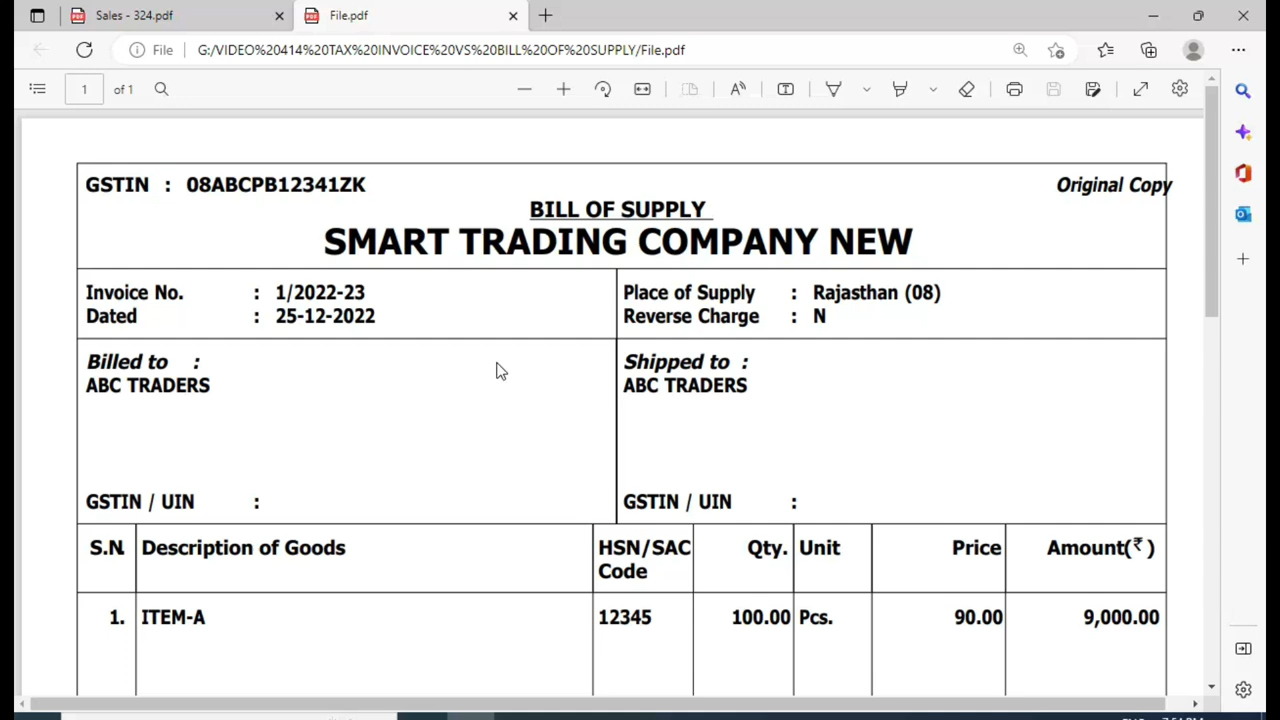 Sales - 324.pdf
File.pdf
File G:/VIDEO%20414%20TAX%20INVOICE%20VS%20BILL%20OF%20SUPPLY/File.pdf
1 of 1
GSTIN : 08ABCPB12341ZK Original Copy
BILL OF SUPPLY
SMART TRADING COMPANY NEW
Invoice No. : 1/2022-23 Place of Supply : Rajasthan (08)
Dated : 25-12-2022 Reverse Charge : N
Billed to : Shipped to :
ABC TRADERS ABC TRADERS
GSTIN / UIN : GSTIN / UIN :
S.N Description of Goods HSN/SAC Code Qty. Unit Price Amount(₹)
1. ITEM-A 12345 100.00 Pcs. 90.00 9,000.00